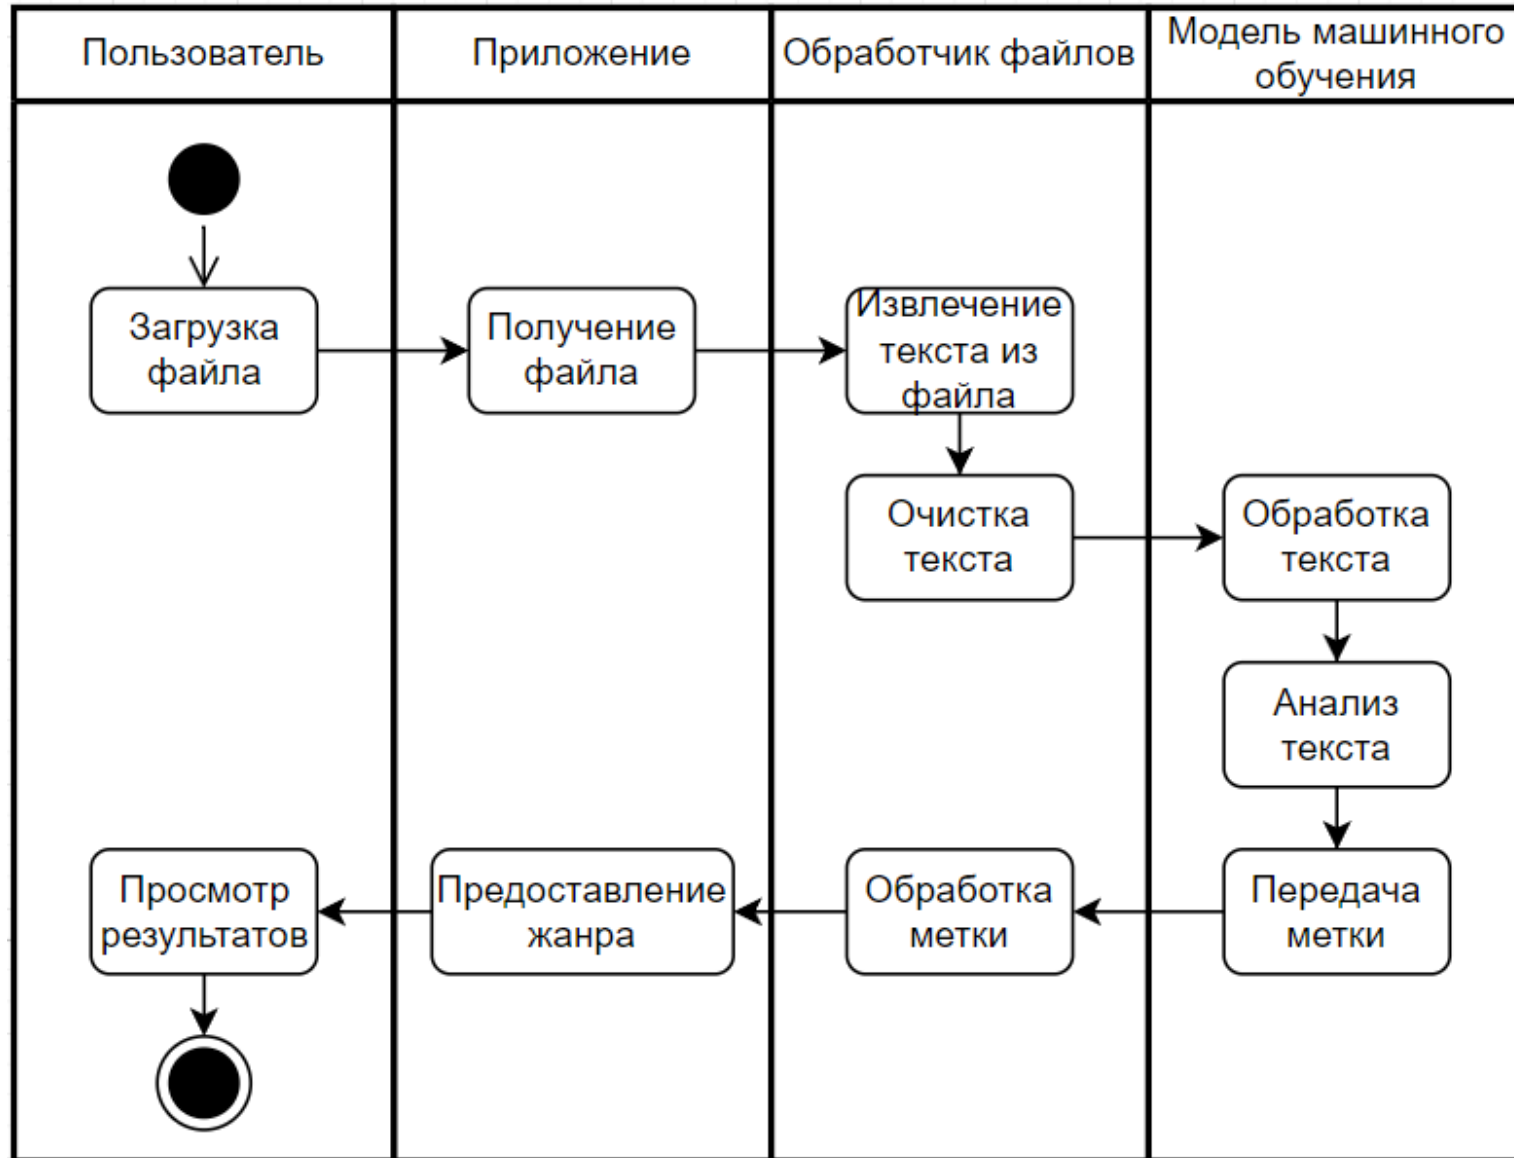 Пользователь
Приложение
Обработчик файлов
Модель машинного
обучения
Загрузка
файла
Получение
файла
Извлечение
текста из
файла
Очистка
текста
Обработка
текста
Анализ
текста
Просмотр
результатов
Предоставление
жанра
Обработка
метки
Передача
метки